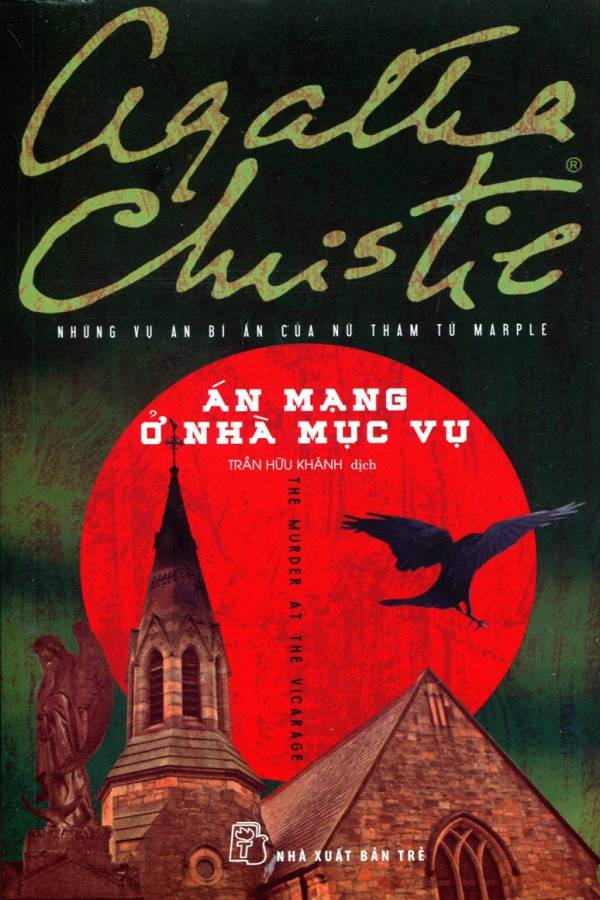 Agatha
Christie
®
NHỮNG VỤ ÁN BÍ ẨN CỦA NỮ THÁM TỬ MARPLE
ÁN MẠNG
Ở NHÀ MỤC VỤ
TRẦN HỮU KHÁNH dịch
THE MURDER AT THE VICARAGE
T
NHÀ XUẤT BẢN TRẺ